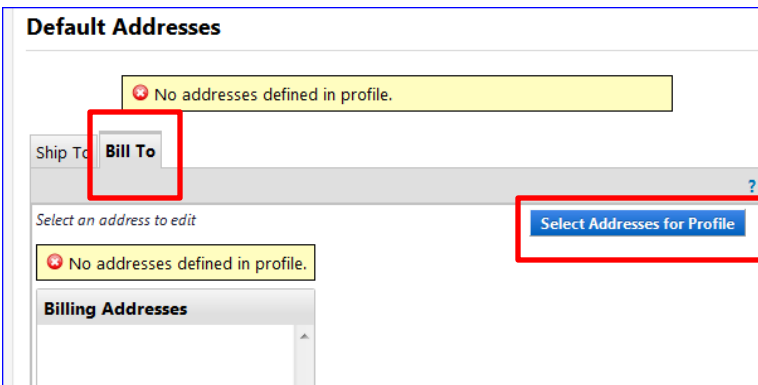 Default Addresses
No addresses defined in profile.
Ship To Bill To
?
Select an address to edit
Select Addresses for Profile
No addresses defined in profile.
Billing Addresses